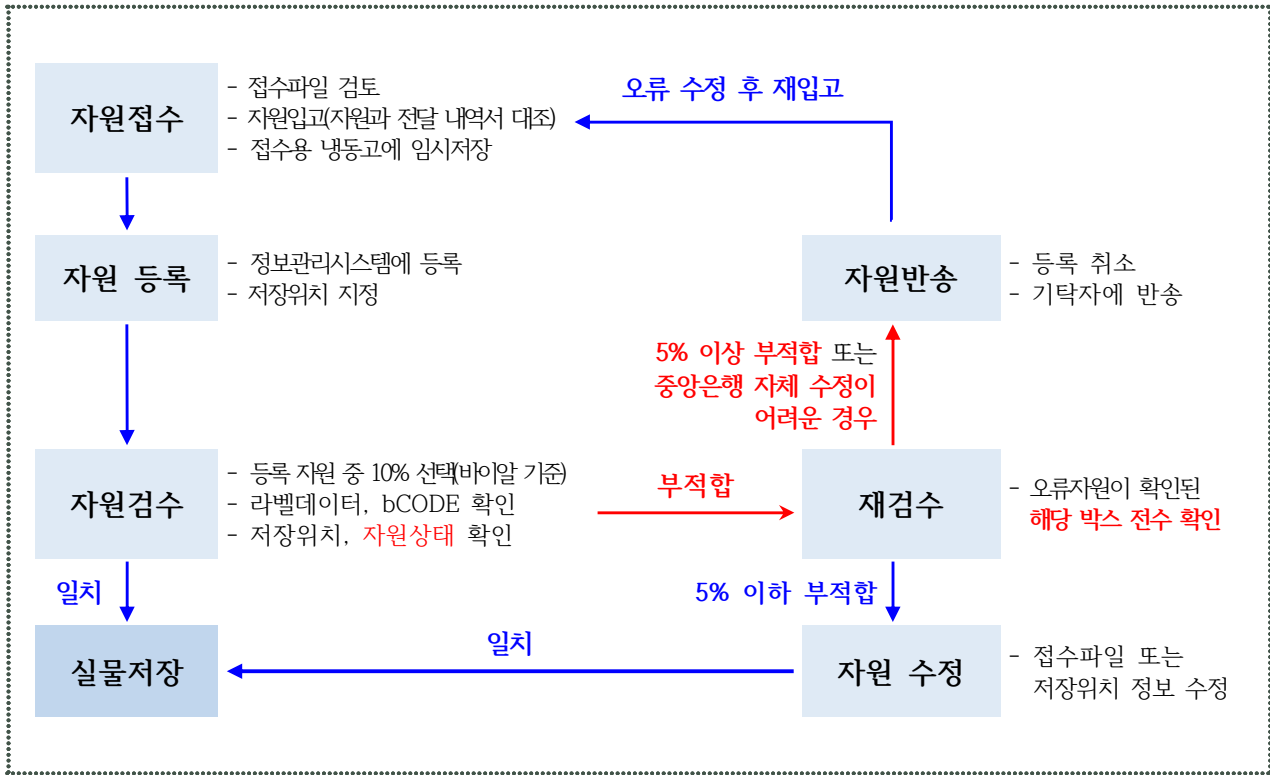 자원접수
- 접수파일 검토
- 자원입고(자원과 전달 내역서 대조)
- 접수용 냉동고에 임시저장
오류 수정 후 재입고
자원 등록
- 정보관리시스템에 등록
- 저장위치 지정
자원반송
- 등록 취소
- 기탁자에 반송
5% 이상 부적합 또는
중앙은행 자체 수정이
어려운 경우
자원검수
- 등록 자원 중 10% 선택(바이알 기준)
- 라벨데이터, bCODE 확인
- 저장위치, 자원상태 확인
부적합
재검수
- 오류자원이 확인된
해당 박스 전수 확인
일치
5% 이하 부적합
실물저장
일치
자원 수정
- 접수파일 또는
저장위치 정보 수정